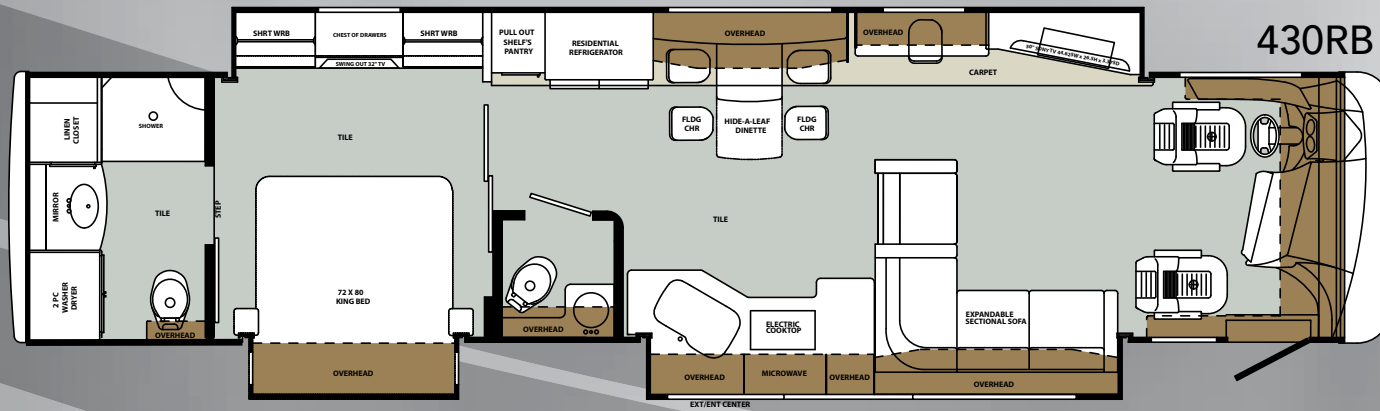 430RB
SHRT WRB
CHEST OF DRAWERS
SHRT WRB
SWING OUT 32" TV
PULL OUT
SHELF'S
PANTRY
RESIDENTIAL
REFRIGERATOR
OVERHEAD
OVERHEAD
CARPET
LINEN
CLOSET
SHOWER
TILE
FLDG
CHR
HIDE-A-LEAF
DINETTE
FLDG
CHR
MIRROR
TILE
STEP
TILE
2 PC
WASHER
DRYER
72 X 80
KING BED
OVERHEAD
OVERHEAD
ELECTRIC
COOKTOP
EXPANDABLE
SECTIONAL SOFA
OVERHEAD
OVERHEAD
MICROWAVE
OVERHEAD
OVERHEAD
EXT/ENT CENTER